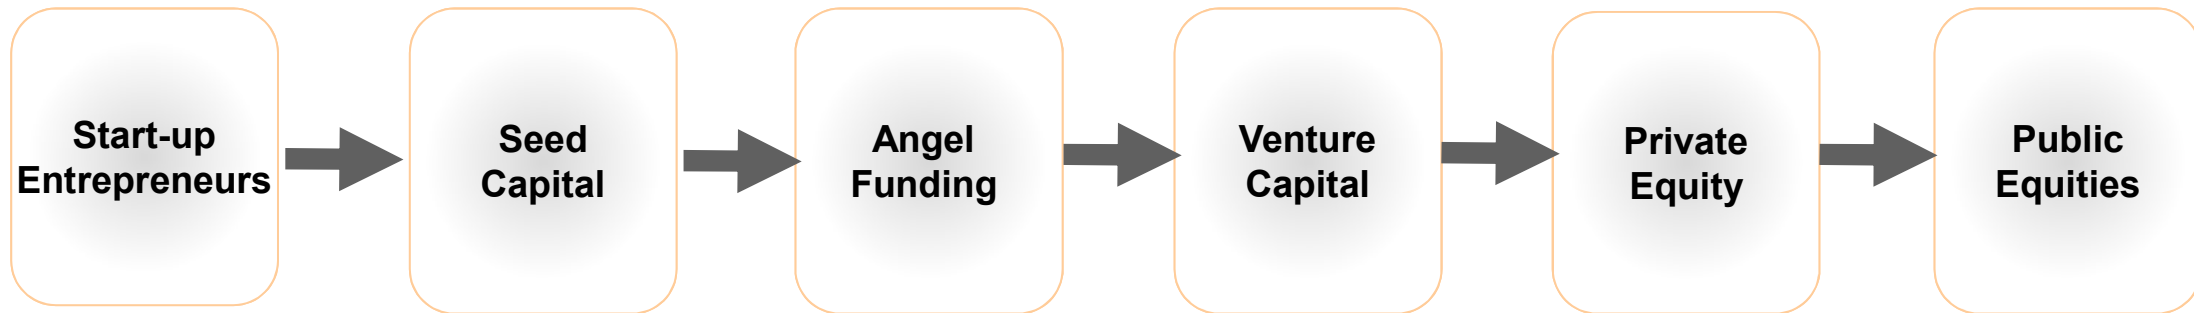 Start-up
Entrepreneurs
Seed
Capital
Angel
Funding
Venture
Capital
Private
Equity
Public
Equities